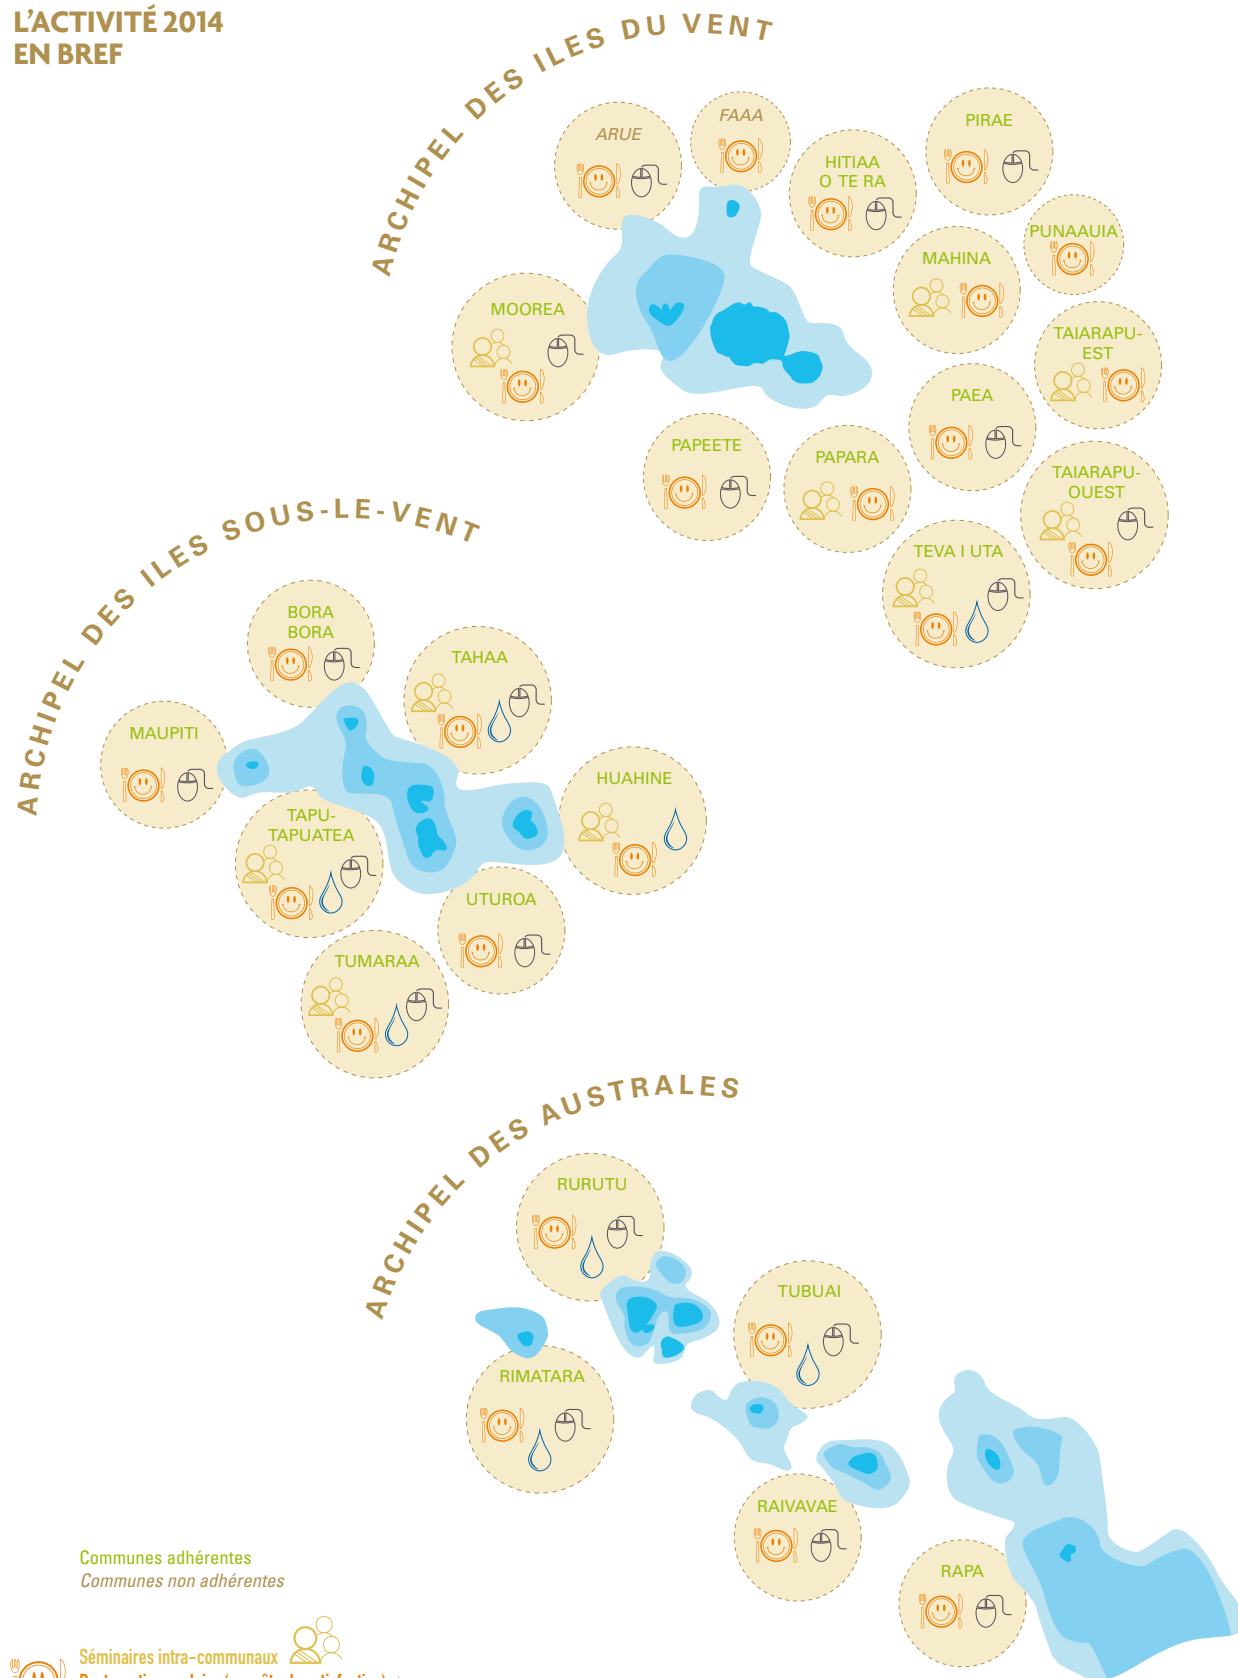 L'ACTIVITÉ 2014
EN BREF
ARCHIPEL DES ILES DU VENT
ARUE
FAAA
HITIAA
O TE RA
PIRAE
PUNAAUIA
MAHINA
MOOREA
TAIARAPU-
EST
PAEA
PAPEETE
PAPARA
TAIARAPU-
OUEST
TEVA I UTA
ARCHIPEL DES ILES SOUS-LE-VENT
BORA
BORA
TAHAA
MAUPITI
HUAHINE
TAPU-
TAPUATEA
UTUROA
TUMARAA
ARCHIPEL DES AUSTRALES
RURUTU
TUBUAI
RIMATARA
RAIVAVAE
RAPA
Communes adhérentes
Communes non adhérentes
Séminaires intra-communaux